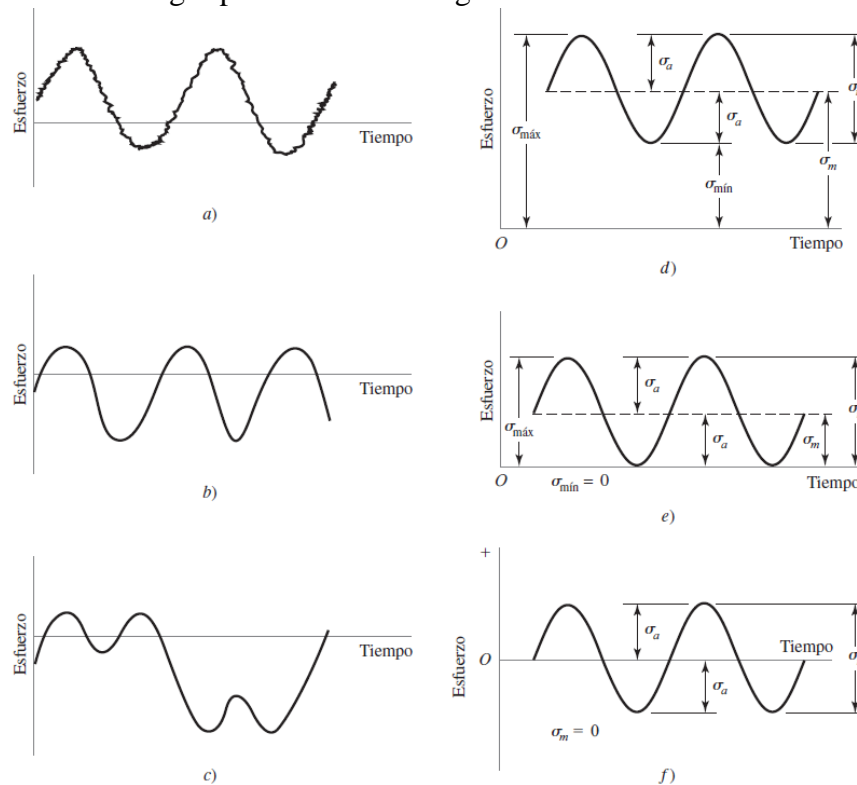 Esfuerzo
Tiempo
a)
Esfuerzo
Tiempo
b)
Esfuerzo
Tiempo
c)
Esfuerzo
σmáx
σa
σa
σmín
σm
O
Tiempo
d)
Esfuerzo
σmáx
σa
σa
σm
O
σmín = 0
Tiempo
e)
+
Esfuerzo
O
σa
Tiempo
σa
σm = 0
f)